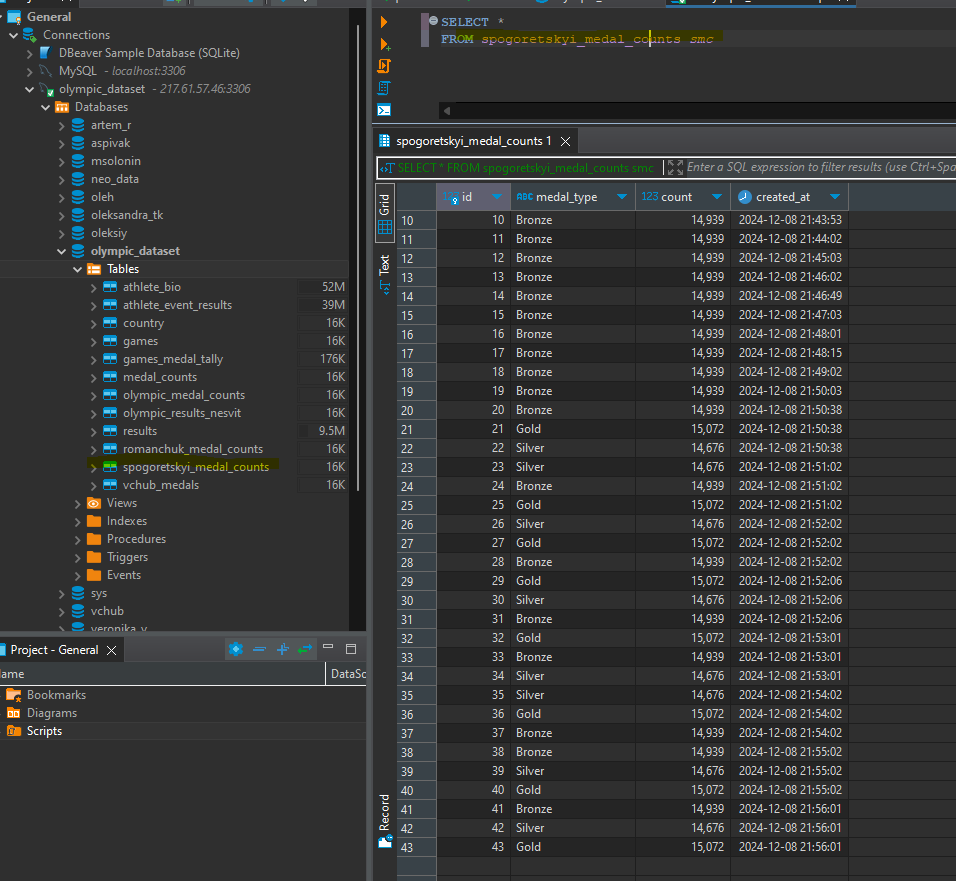 General
Connections
DBeaver Sample Database (SQLite)
MySQL - localhost:3306
olympic_dataset - 217.61.57.46:3306
Databases
artem_r
aspivak
msolonin
neo_data
oleh
oleksandra_tk
oleksiy
olympic_dataset
Tables
athlete_bio 52M
athlete_event_results 39M
country 16K
games 16K
games_medal_tally 176K
medal_counts 16K
olympic_medal_counts 16K
olympic_results_nesvit 16K
results 9.5M
romanchuk_medal_counts 16K
spogoretskyi_medal_counts 16K
vchub_medals 16K
Views
Indexes
Procedures
Triggers
Events
sys
vchub
veronika_v
Project - General
ame DataSc
Bookmarks
Diagrams
Scripts
SELECT *
FROM spogoretskyi_medal_counts smc
spogoretskyi_medal_counts 1
SELECT * FROM spogoretskyi_medal_counts smc Enter a SQL expression to filter results (use Ctrl+Spa
Grid
Text
Record
123 id ABC medal_type 123 count created_at
10 10 Bronze 14,939 2024-12-08 21:43:53
11 11 Bronze 14,939 2024-12-08 21:44:02
12 12 Bronze 14,939 2024-12-08 21:45:03
13 13 Bronze 14,939 2024-12-08 21:46:02
14 14 Bronze 14,939 2024-12-08 21:46:49
15 15 Bronze 14,939 2024-12-08 21:47:03
16 16 Bronze 14,939 2024-12-08 21:48:01
17 17 Bronze 14,939 2024-12-08 21:48:15
18 18 Bronze 14,939 2024-12-08 21:49:02
19 19 Bronze 14,939 2024-12-08 21:50:03
20 20 Bronze 14,939 2024-12-08 21:50:38
21 21 Gold 15,072 2024-12-08 21:50:38
22 22 Silver 14,676 2024-12-08 21:50:38
23 23 Silver 14,676 2024-12-08 21:51:02
24 24 Bronze 14,939 2024-12-08 21:51:02
25 25 Gold 15,072 2024-12-08 21:51:02
26 26 Silver 14,676 2024-12-08 21:52:02
27 27 Gold 15,072 2024-12-08 21:52:02
28 28 Bronze 14,939 2024-12-08 21:52:02
29 29 Gold 15,072 2024-12-08 21:52:06
30 30 Silver 14,676 2024-12-08 21:52:06
31 31 Bronze 14,939 2024-12-08 21:52:06
32 32 Gold 15,072 2024-12-08 21:53:01
33 33 Bronze 14,939 2024-12-08 21:53:01
34 34 Silver 14,676 2024-12-08 21:53:01
35 35 Silver 14,676 2024-12-08 21:54:02
36 36 Gold 15,072 2024-12-08 21:54:02
37 37 Bronze 14,939 2024-12-08 21:54:02
38 38 Bronze 14,939 2024-12-08 21:55:02
39 39 Silver 14,676 2024-12-08 21:55:02
40 40 Gold 15,072 2024-12-08 21:55:02
41 41 Bronze 14,939 2024-12-08 21:56:01
42 42 Silver 14,676 2024-12-08 21:56:01
43 43 Gold 15,072 2024-12-08 21:56:01